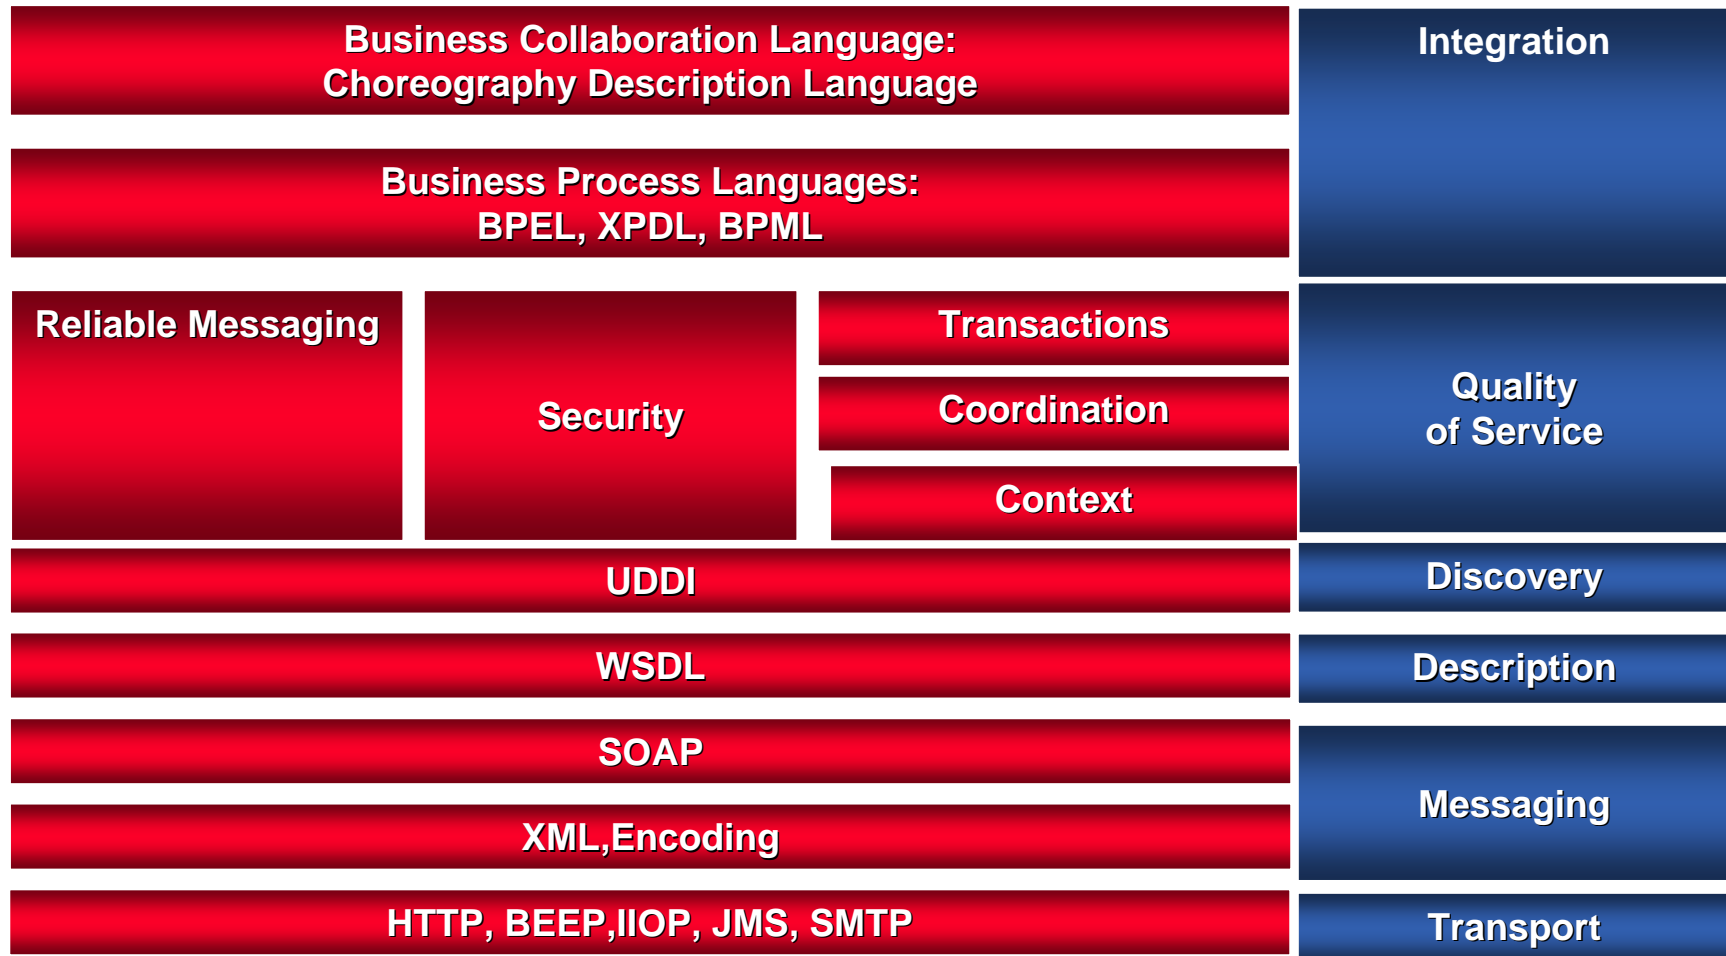 Business Collaboration Language:
Choreography Description Language
Integration
Business Process Languages:
BPEL, XPDL, BPML
Reliable Messaging
Security
Transactions
Coordination
Context
Quality
of Service
UDDI
Discovery
WSDL
Description
SOAP
XML,Encoding
Messaging
HTTP, BEEP,IIOP, JMS, SMTP
Transport